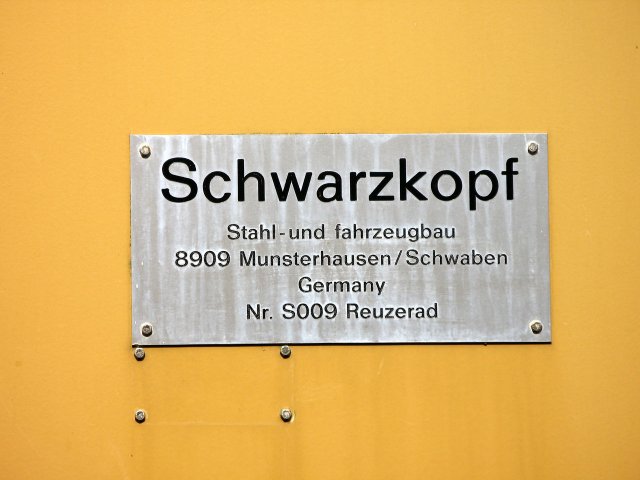 Schwarzkopf
Stahl-und fahrzeugbau
8909 Munsterhausen/Schwaben
Germany
Nr. S009 Reuzerad